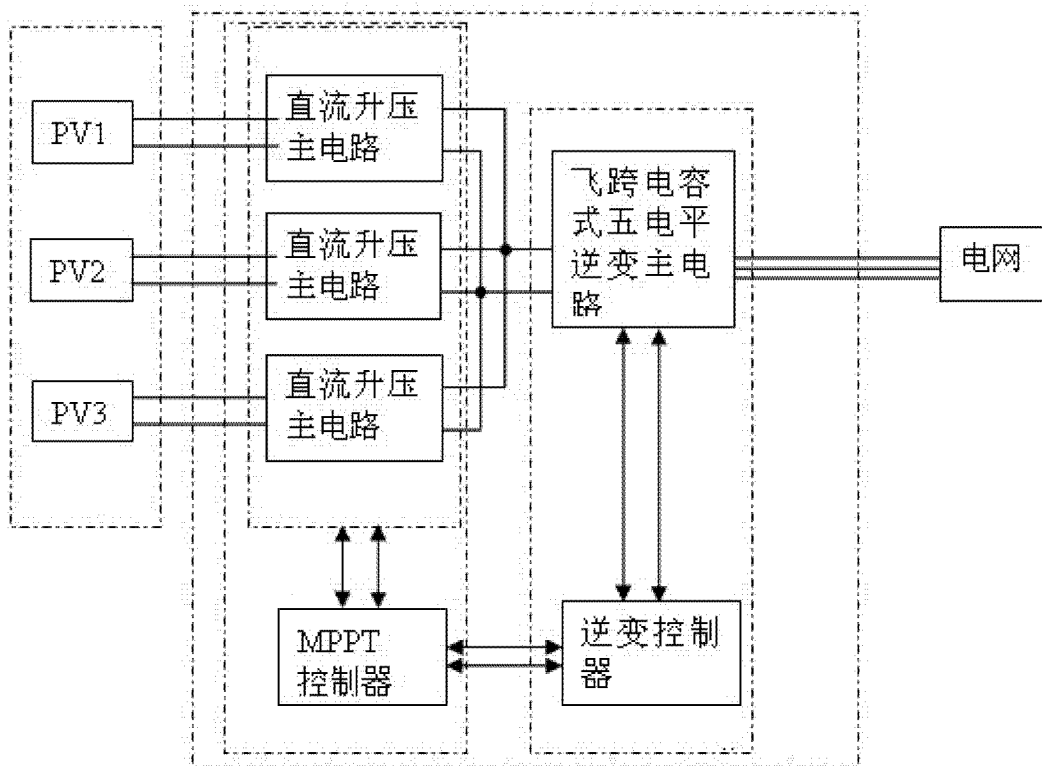 PV1
直流升压
主电路
PV2
直流升压
主电路
PV3
直流升压
主电路
飞跨电容
式五电平
逆变主电
路
电网
MPPT
控制器
逆变控制
器